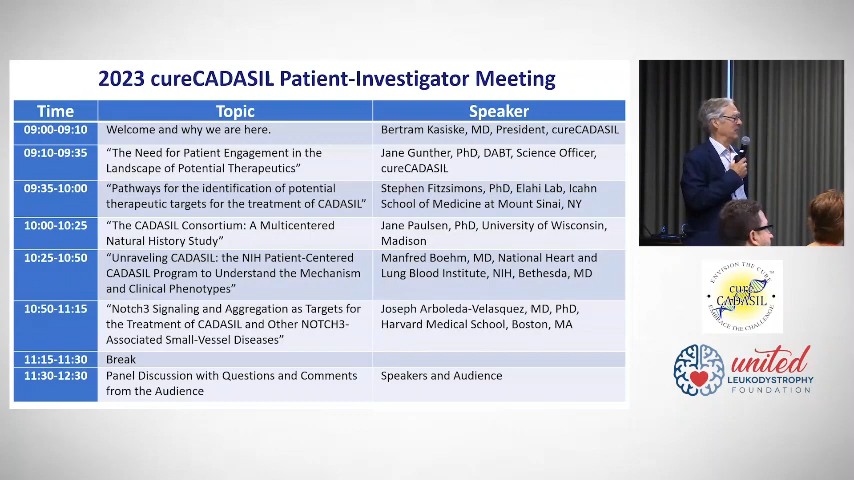 2023 cureCADASIL Patient-Investigator Meeting
Time Topic Speaker
09:00-09:10 Welcome and why we are here. Bertram Kasiske, MD, President, cureCADASIL
09:10-09:35 “The Need for Patient Engagement in the Jane Gunther, PhD, DABT, Science Officer,
Landscape of Potential Therapeutics” cureCADASIL
09:35-10:00 “Pathways for the identification of potential Stephen Fitzsimons, PhD, Elahi Lab, Icahn
therapeutic targets for the treatment of CADASIL” School of Medicine at Mount Sinai, NY
10:00-10:25 “The CADASIL Consortium: A Multicentered Jane Paulsen, PhD, University of Wisconsin,
Natural History Study” Madison
10:25-10:50 “Unraveling CADASIL: the NIH Patient-Centered Manfred Boehm, MD, National Heart and
CADASIL Program to Understand the Mechanism Lung Blood Institute, NIH, Bethesda, MD
and Clinical Phenotypes”
10:50-11:15 “Notch3 Signaling and Aggregation as Targets for Joseph Arboleda-Velasquez, MD, PhD,
the Treatment of CADASIL and Other NOTCH3- Harvard Medical School, Boston, MA
Associated Small-Vessel Diseases”
11:15-11:30 Break
11:30-12:30 Panel Discussion with Questions and Comments Speakers and Audience
from the Audience
ENVISION THE CURE
cure
CADASIL
EMBRACE THE CHALLENGE
united
LEUKODYSTROPHY
FOUNDATION